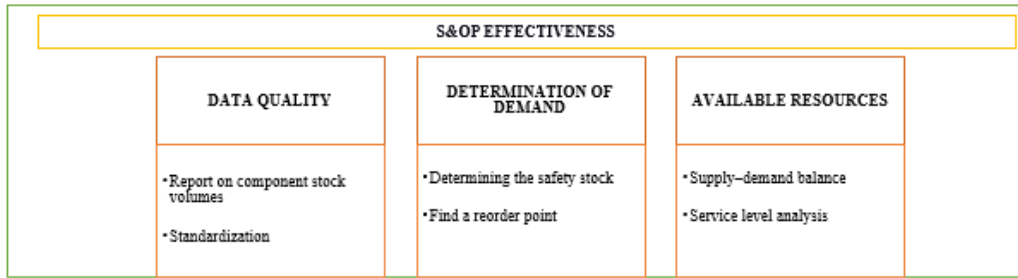 S&OP EFFECTIVENESS
DATA QUALITY
▪Report on component stock
volumes
▪Standardization
DETERMINATION OF
DEMAND
▪Determining the safety stock
▪Find a reorder point
AVAILABLE RESOURCES
▪Supply–demand balance
▪Service level analysis